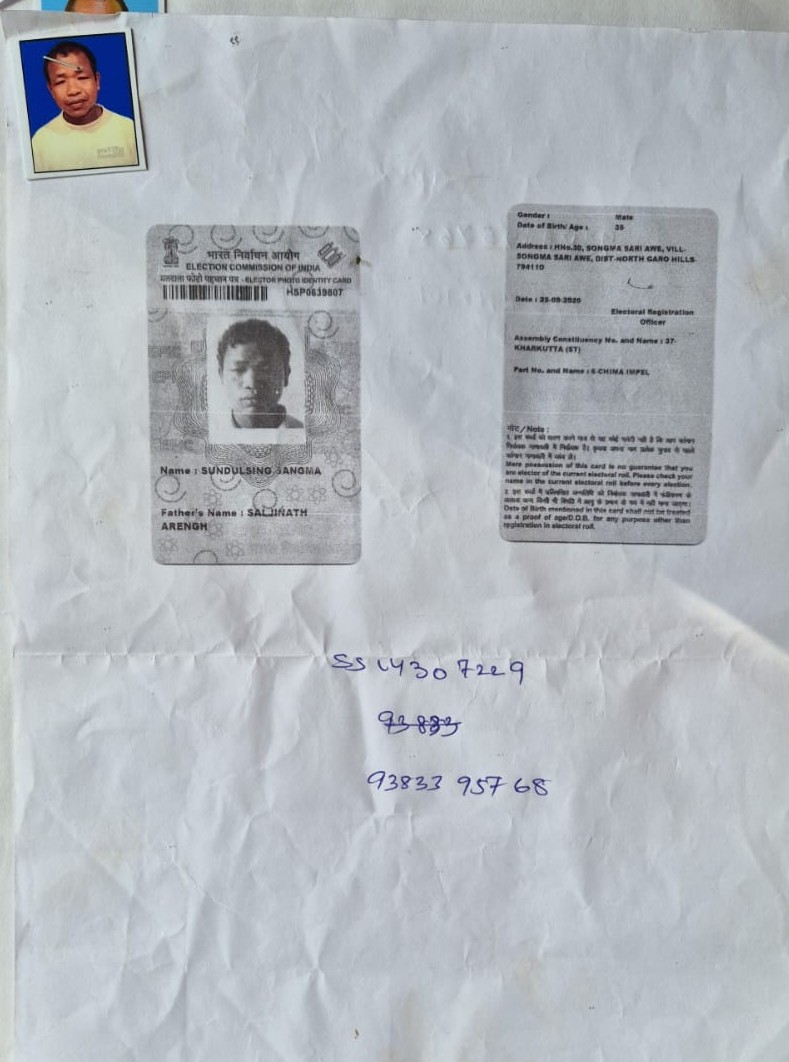 भारत निर्वाचन आयोग
ELECTION COMMISSION OF INDIA
मतदाता फोटो पहचान पत्र - ELECTOR PHOTO IDENTITY CARD
HSP0639807
Name : SUNDULSING SANGMA
Father's Name : SALJINATH
ARENGH
Gender : Male
Date of Birth/ Age : 35
Address : HNo.30, SONGMA SARI AWE, VILL-
SONGMA SARI AWE, DIST-NORTH GARO HILLS-
794110
Date : 25-09-2020
Electoral Registration
Officer
Assembly Constituency No. and Name : 37-
KHARKUTTA (ST)
Part No. and Name : 6-CHIMA IMPEL
नोट/Note :
Mere possession of this card is no guarantee that you
are elector of the current electoral roll. Please check your
name in the current electoral roll before every election.
Date of Birth mentioned in this card shall not be treated
as a proof of age/D.O.B. for any purpose other than
registration in electoral roll.
93883
93833 957 68